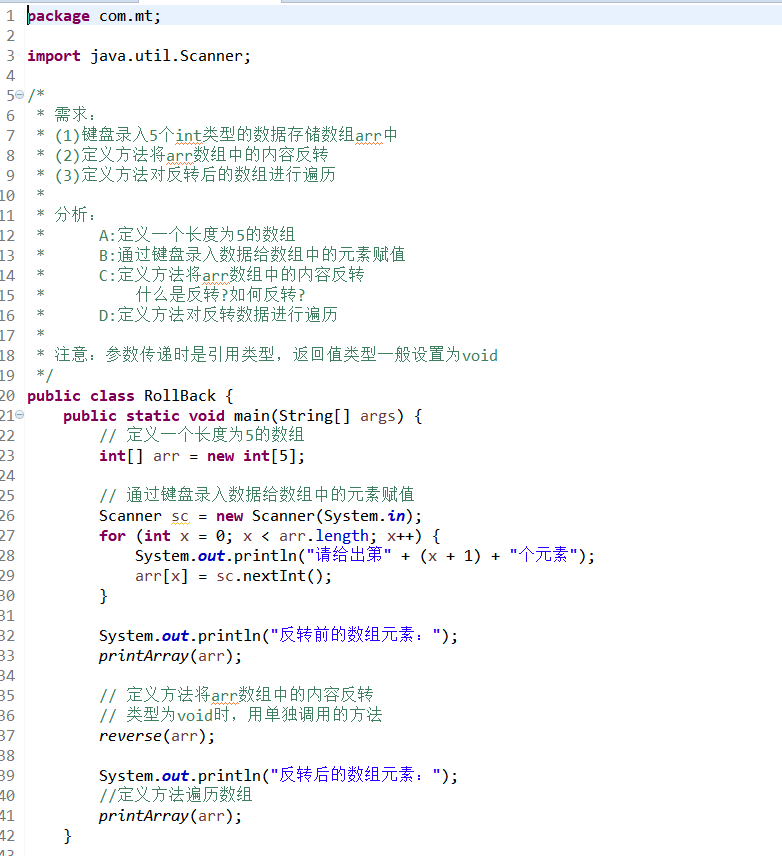 1 package com.mt;
2
3 import java.util.Scanner;
4
5 /*
6  * 需求：
7  * (1)键盘录入5个int类型的数据存储数组arr中
8  * (2)定义方法将arr数组中的内容反转
9  * (3)定义方法对反转后的数组进行遍历
10  *
11  * 分析：
12  *      A:定义一个长度为5的数组
13  *      B:通过键盘录入数据给数组中的元素赋值
14  *      C:定义方法将arr数组中的内容反转
15  *          什么是反转?如何反转?
16  *      D:定义方法对反转数据进行遍历
17  *
18  * 注意：参数传递时是引用类型，返回值类型一般设置为void
19  */
20 public class RollBack {
21     public static void main(String[] args) {
22         // 定义一个长度为5的数组
23         int[] arr = new int[5];
24
25         // 通过键盘录入数据给数组中的元素赋值
26         Scanner sc = new Scanner(System.in);
27         for (int x = 0; x < arr.length; x++) {
28             System.out.println("请给出第" + (x + 1) + "个元素");
29             arr[x] = sc.nextInt();
30         }
31
32         System.out.println("反转前的数组元素：");
33         printArray(arr);
34
35         // 定义方法将arr数组中的内容反转
36         // 类型为void时，用单独调用的方法
37         reverse(arr);
38
39         System.out.println("反转后的数组元素：");
40         //定义方法遍历数组
41         printArray(arr);
42     }